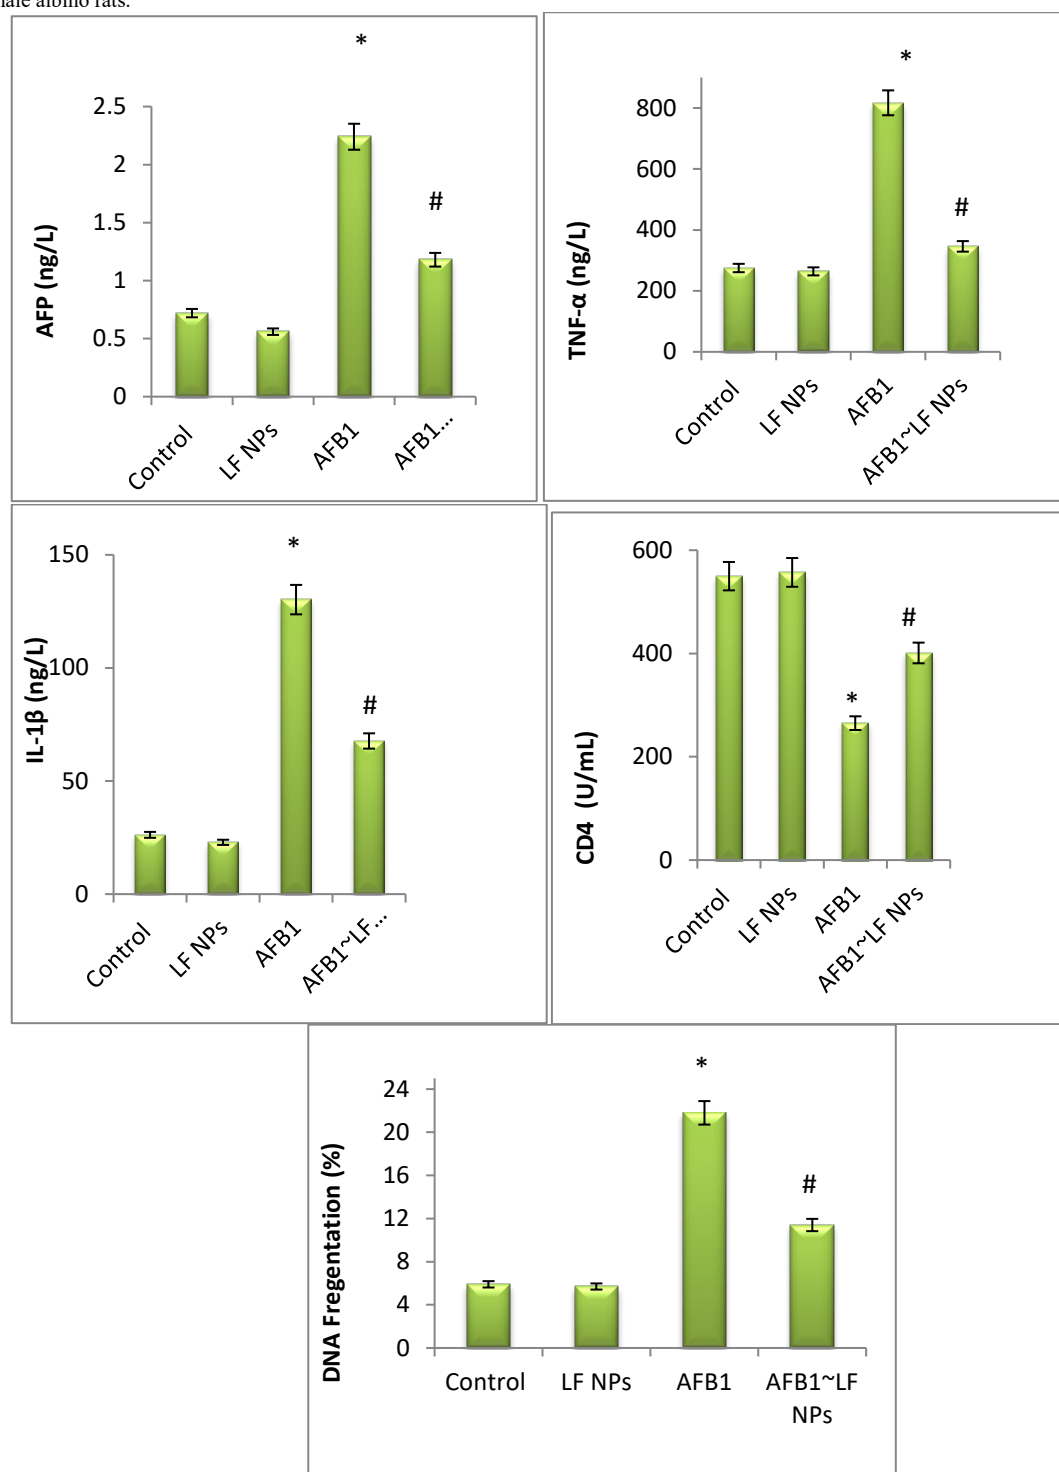 male albino rats.
*
2.5
2
1.5
1
0.5
0
#
AFP (ng/L)
Control
LF NPs
AFB1
AFB1...
*
800
600
400
200
0
#
TNF-α (ng/L)
Control
LF NPs
AFB1
AFB1~LF NPs
150
100
50
0
*
#
IL-1β (ng/L)
Control
LF NPs
AFB1
AFB1~LF...
600
400
200
0
*
#
CD4 (U/mL)
Control
LF NPs
AFB1
AFB1~LF NPs
*
24
20
16
12
8
4
0
#
DNA Fregentation (%)
Control
LF NPs
AFB1
AFB1~LF
NPs